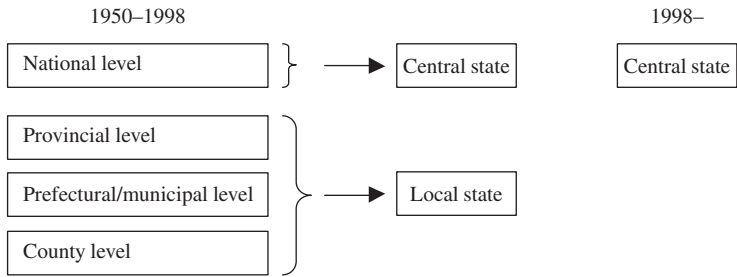 1950–1998
1998–
National level
Central state
Central state
Provincial level
Prefectural/municipal level
Local state
County level